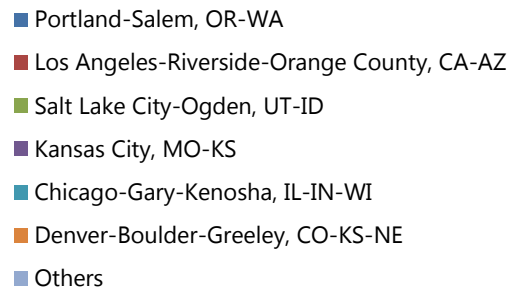 Portland-Salem, OR-WA
Los Angeles-Riverside-Orange County, CA-AZ
Salt Lake City-Ogden, UT-ID
Kansas City, MO-KS
Chicago-Gary-Kenosha, IL-IN-WI
Denver-Boulder-Greeley, CO-KS-NE
Others